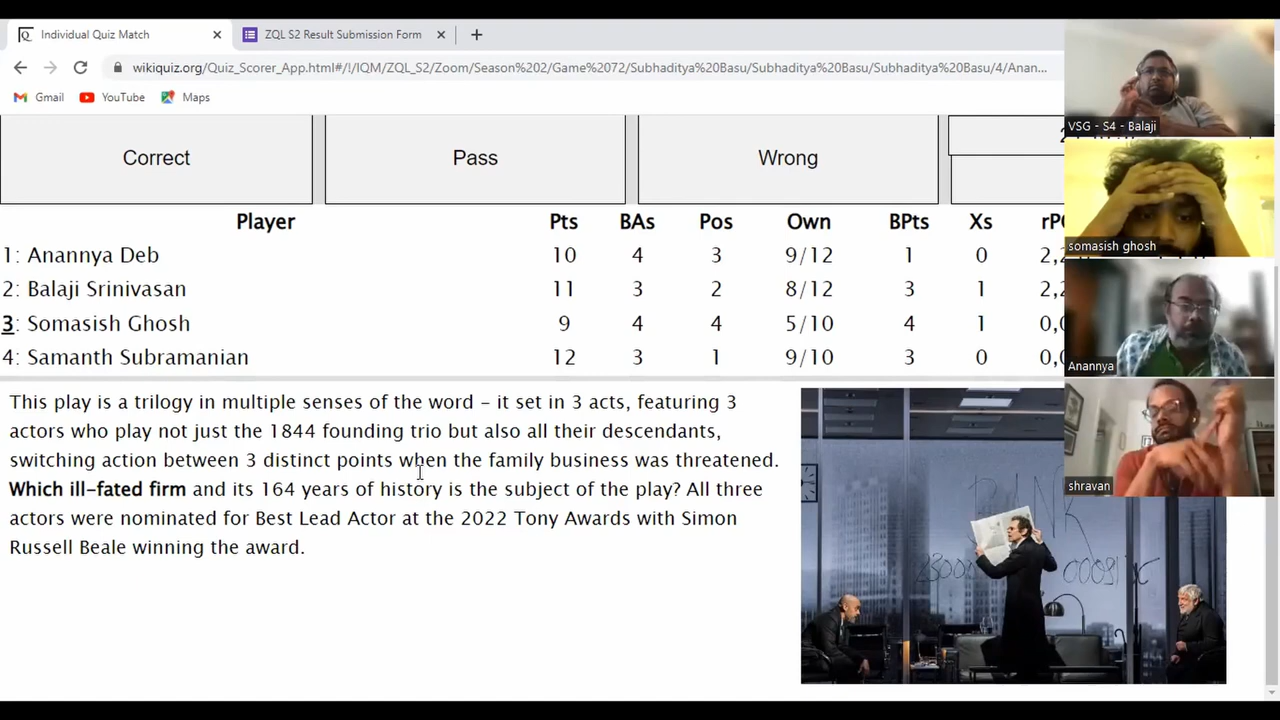 Individual Quiz Match
ZQL S2 Result Submission Form
wikiquiz.org/Quiz_Scorer_App.html#/I/IQM/ZQL_S2/Zoom/Season%202/Game%2072/Subhaditya%20Basu/Subhaditya%20Basu/Subhaditya%20Basu/4/Anan...
Gmail YouTube Maps
VSG - S4 - Balaji
Correct Pass Wrong
Player Pts BAs Pos Own BPts Xs
somasish ghosh
1: Anannya Deb 10 4 3 9/12 1 0
2: Balaji Srinivasan 11 3 2 8/12 3 1
3: Somasish Ghosh 9 4 4 5/10 4 1
4: Samanth Subramanian 12 3 1 9/10 3 0
Anannya
This play is a trilogy in multiple senses of the word – it set in 3 acts, featuring 3
actors who play not just the 1844 founding trio but also all their descendants,
switching action between 3 distinct points when the family business was threatened.
Which ill-fated firm and its 164 years of history is the subject of the play? All three
actors were nominated for Best Lead Actor at the 2022 Tony Awards with Simon
Russell Beale winning the award.
shravan